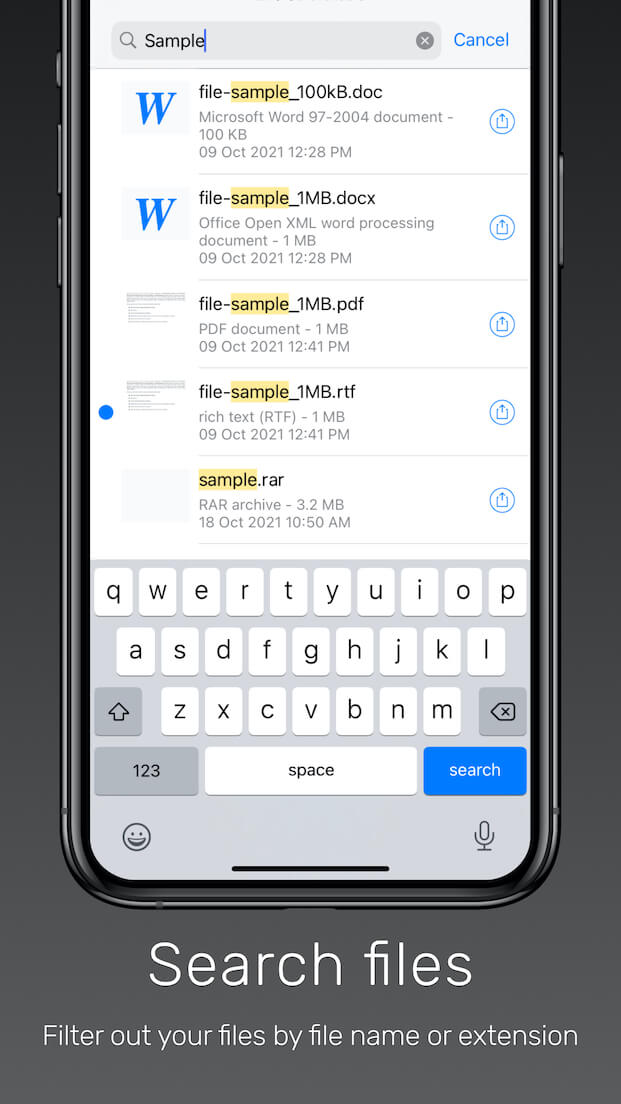 Sample
Cancel
file-sample_100kB.doc
Microsoft Word 97-2004 document -
100 KB
09 Oct 2021 12:28 PM
file-sample_1MB.docx
Office Open XML word processing
document - 1 MB
09 Oct 2021 12:28 PM
file-sample_1MB.pdf
PDF document - 1 MB
09 Oct 2021 12:41 PM
file-sample_1MB.rtf
rich text (RTF) - 1 MB
09 Oct 2021 12:41 PM
sample.rar
RAR archive - 3.2 MB
18 Oct 2021 10:50 AM
q w e r t y u i o p
a s d f g h j k l
z x c v b n m
123 space search
Search files
Filter out your files by file name or extension